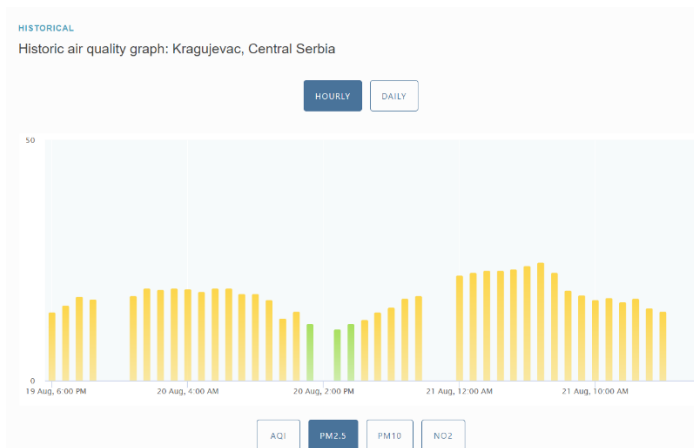 HISTORICAL
Historic air quality graph: Kragujevac, Central Serbia
HOURLY DAILY
50
0
19 Aug, 6:00 PM 20 Aug, 4:00 AM 20 Aug, 2:00 PM 21 Aug, 12:00 AM 21 Aug, 10:00 AM
AQI PM2.5 PM10 NO2